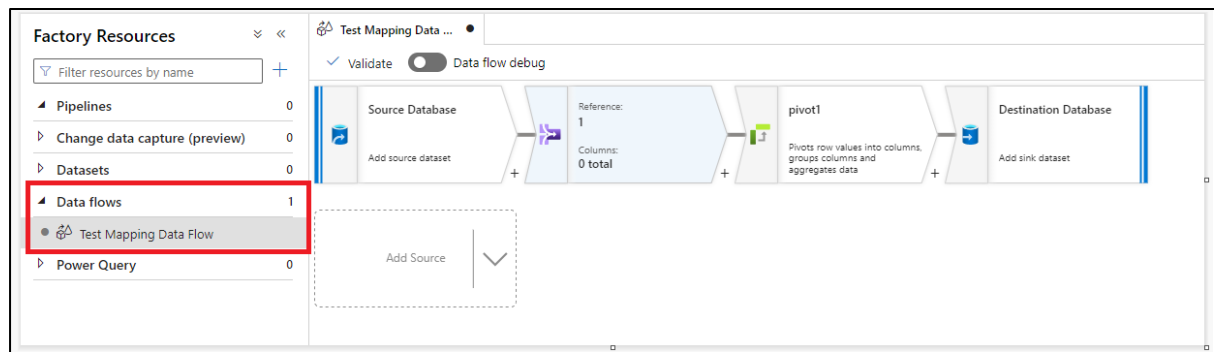 Factory Resources
Filter resources by name
Pipelines 0
Change data capture (preview) 0
Datasets 0
Data flows 1
Test Mapping Data Flow
Power Query 0
Test Mapping Data ...
Validate
Data flow debug
Source Database
Add source dataset
+
Reference:
1
Columns:
0 total
+
pivot1
Pivots row values into columns,
groups columns and
aggregates data
+
Destination Database
Add sink dataset
Add Source